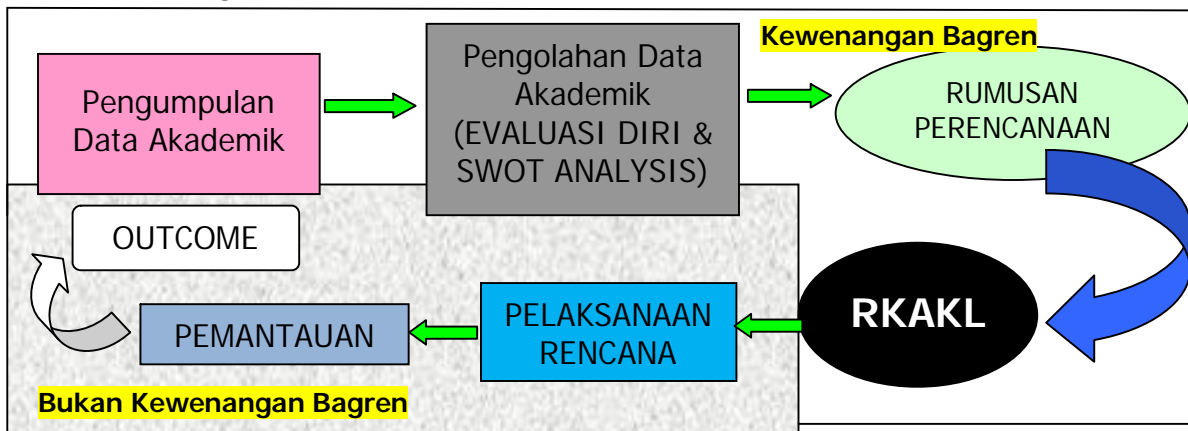 Kewenangan Bagren
Pengumpulan
Data Akademik
Pengolahan Data
Akademik
(EVALUASI DIRI &
SWOT ANALYSIS)
RUMUSAN
PERENCANAAN
RKAKL
PELAKSANAAN
RENCANA
PEMANTAUAN
OUTCOME
Bukan Kewenangan Bagren